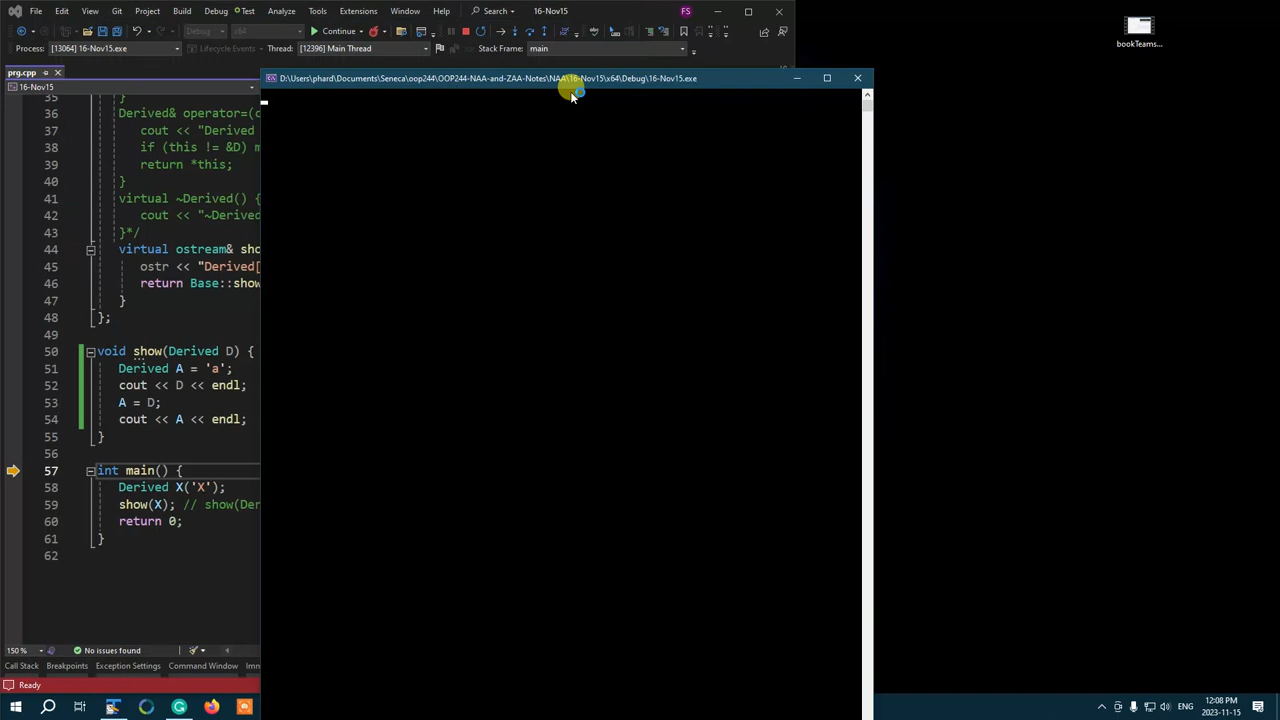 File Edit View Git Project Build Debug Test Analyze Tools Extensions Window Help Search 16-Nov15 FS
Debug x64 Continue
Process: [13064] 16-Nov15.exe Lifecycle Events Thread: [12396] Main Thread Stack Frame: main
prg.cpp
16-Nov15
D:\Users\phard\Documents\Seneca\oop244\OOP244-NAA-and-ZAA-Notes\NAA\16-Nov15\x64\Debug\16-Nov15.exe
bookTeams...
35 }
36 Derived& operator=(c
37 cout << "Derived
38 if (this != &D) m
39 return *this;
40 }
41 virtual ~Derived() {
42 cout << "~Derived
43 }*/
44 virtual ostream& sho
45 ostr << "Derived[
46 return Base::show
47 }
48 };
49
50 void show(Derived D) {
51 Derived A = 'a';
52 cout << D << endl;
53 A = D;
54 cout << A << endl;
55 }
56
57 int main() {
58 Derived X('X');
59 show(X); // show(Der
60 return 0;
61 }
62
150 % No issues found
Call Stack Breakpoints Exception Settings Command Window Imm
Ready
ENG 12:08 PM
2023-11-15